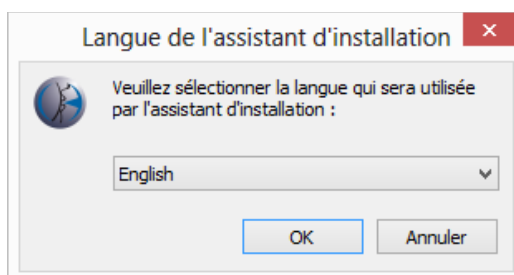 Langue de l'assistant d'installation
Veuillez sélectionner la langue qui sera utilisée
par l'assistant d'installation :
English
OK
Annuler